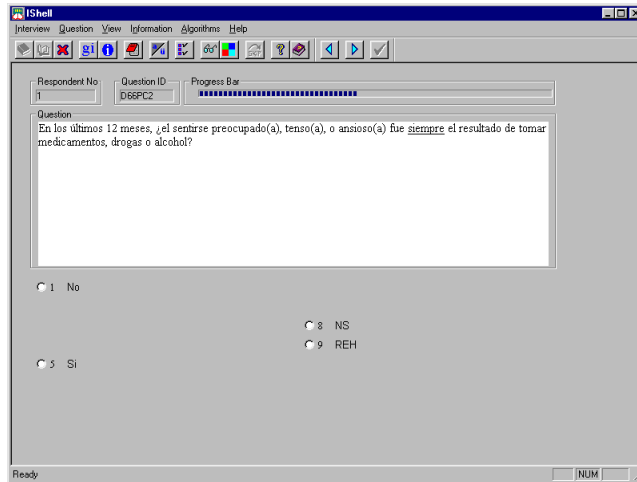 IShell
Interview Question View Information Algorithms Help
gi
Respondent No
Question ID
Progress Bar
1
D66PC2
Question
En los últimos 12 meses, ¿el sentirse preocupado(a), tenso(a), o ansioso(a) fue siempre el resultado de tomar
medicamentos, drogas o alcohol?
1 No
8 NS
9 REH
5 Si
Ready
NUM